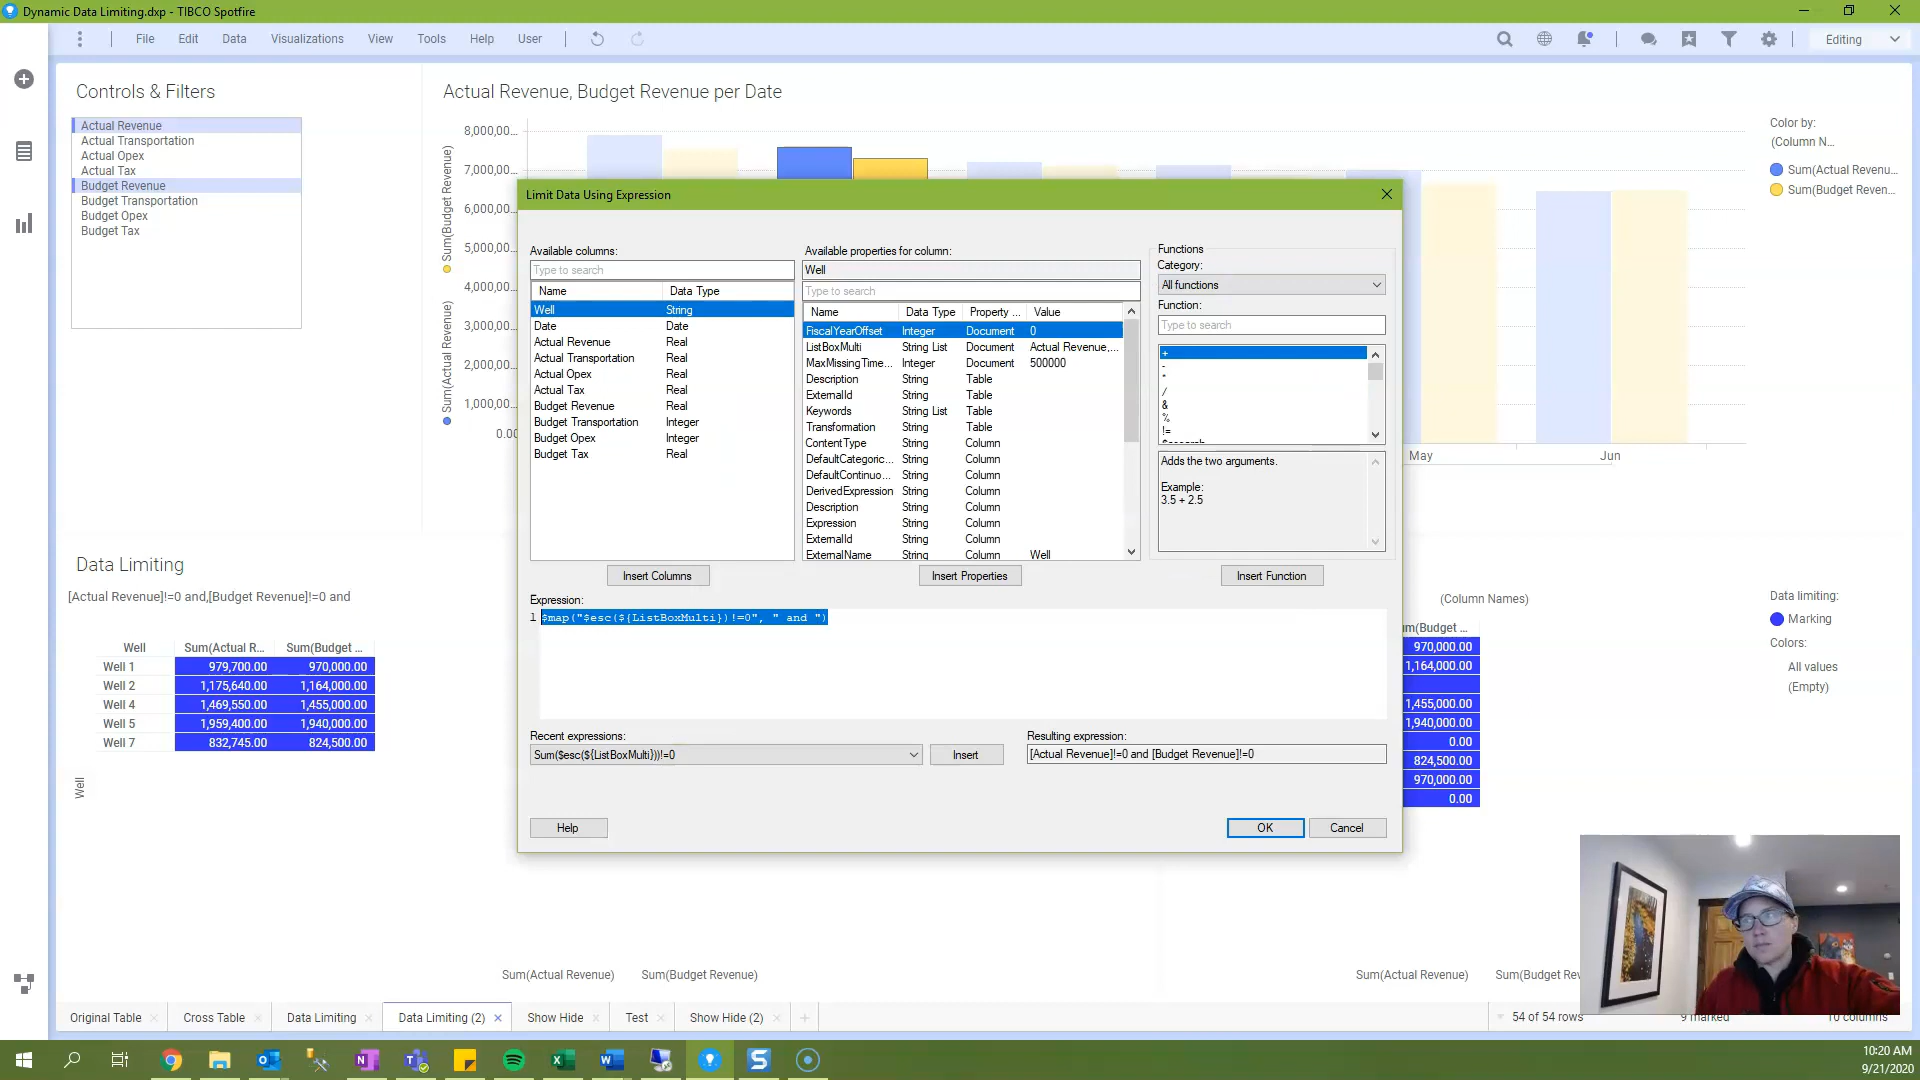 Dynamic Data Limiting.dxp - TIBCO Spotfire
File Edit Data Visualizations View Tools Help User
Editing
Controls & Filters
Actual Revenue
Actual Transportation
Actual Opex
Actual Tax
Budget Revenue
Budget Transportation
Budget Opex
Budget Tax
Actual Revenue, Budget Revenue per Date
8,000,00...
7,000,00...
6,000,00...
5,000,00...
4,000,00...
3,000,00...
2,000,00...
1,000,00...
0.00
Sum(Budget Revenue)
Sum(Actual Revenue)
May
Jun
Color by:
(Column N...
Sum(Actual Revenu...
Sum(Budget Reven...
Limit Data Using Expression
Available columns:
Type to search
Name Data Type
Well String
Date Date
Actual Revenue Real
Actual Transportation Real
Actual Opex Real
Actual Tax Real
Budget Revenue Real
Budget Transportation Integer
Budget Opex Integer
Budget Tax Real
Insert Columns
Available properties for column:
Well
Type to search
Name Data Type Property ... Value
FiscalYearOffset Integer Document 0
ListBoxMulti String List Document Actual Revenue,...
MaxMissingTime... Integer Document 500000
Description String Table
ExternalId String Table
Keywords String List Table
Transformation String Table
ContentType String Column
DefaultCategoric... String Column
DefaultContinuo... String Column
DerivedExpression String Column
Description String Column
Expression String Column
ExternalId String Column
ExternalName String Column Well
Insert Properties
Functions
Category:
All functions
Function:
Type to search
+
-
*
/
&
%
!=
Adds the two arguments.
Example:
3.5 + 2.5
Insert Function
Expression:
1 $map("$esc(${ListBoxMulti})!=0", " and ")
Recent expressions:
Sum($esc(${ListBoxMulti}))!=0
Insert
Resulting expression:
[Actual Revenue]!=0 and [Budget Revenue]!=0
Help
OK
Cancel
Data Limiting
[Actual Revenue]!=0 and,[Budget Revenue]!=0 and
Well Sum(Actual R... Sum(Budget ...
Well 1 979,700.00 970,000.00
Well 2 1,175,640.00 1,164,000.00
Well 4 1,469,550.00 1,455,000.00
Well 5 1,959,400.00 1,940,000.00
Well 7 832,745.00 824,500.00
Well
Sum(Actual Revenue) Sum(Budget Revenue)
(Column Names)
um(Budget ...
970,000.00
1,164,000.00
1,455,000.00
1,940,000.00
0.00
824,500.00
970,000.00
0.00
Data limiting:
Marking
Colors:
All values
(Empty)
Sum(Actual Revenue) Sum(Budget Rev
Original Table Cross Table Data Limiting Data Limiting (2) Show Hide Test Show Hide (2)
54 of 54 rows 9 marked 10 columns
10:20 AM
9/21/2020